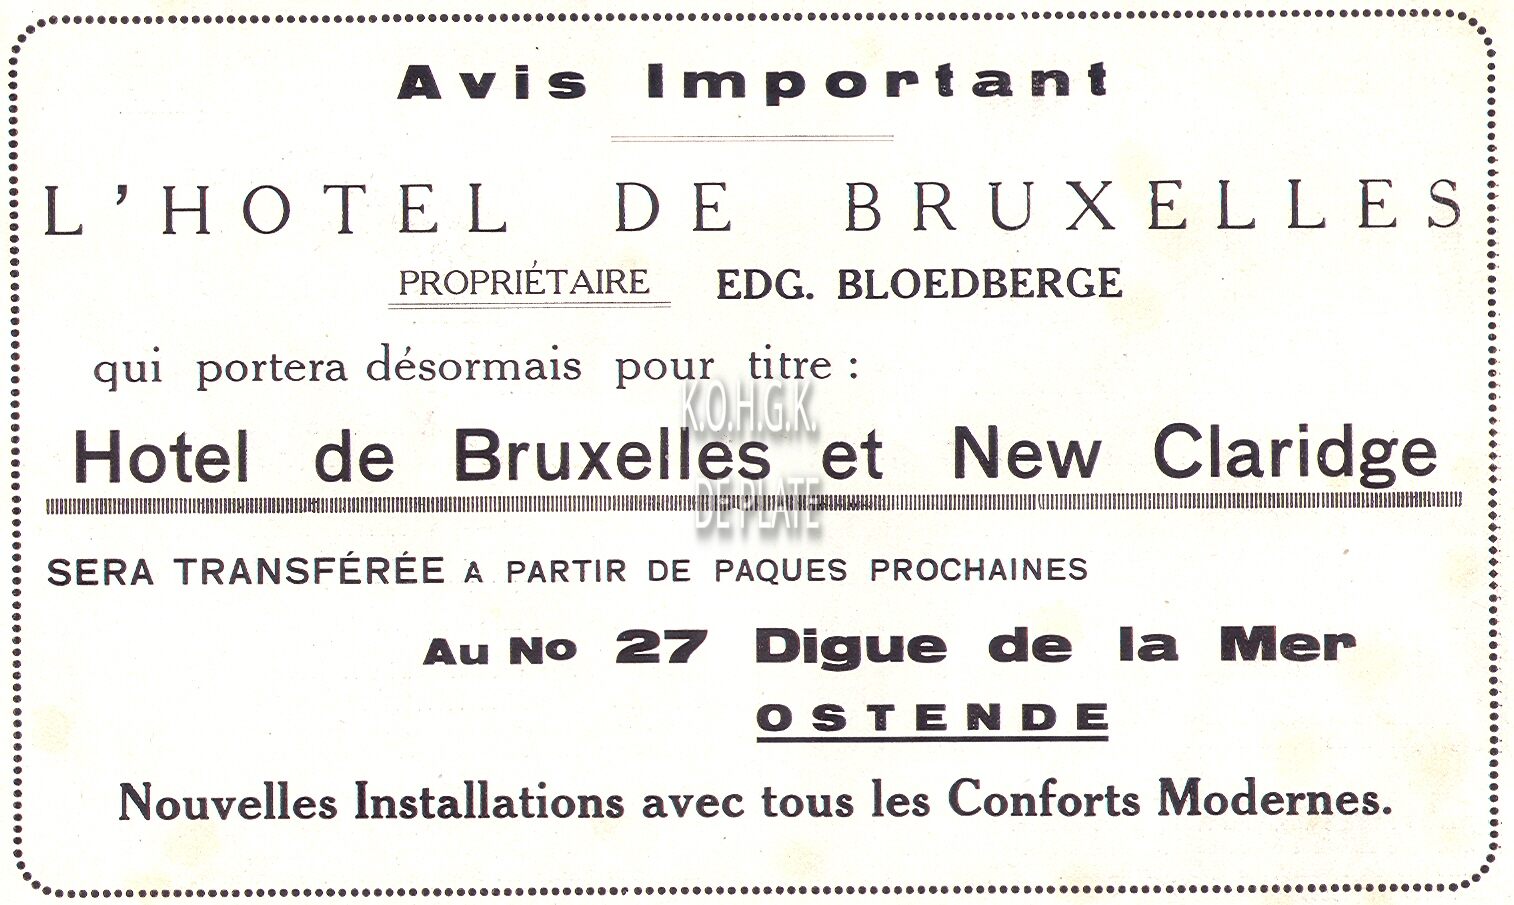 Avis Important
L'HOTEL DE BRUXELLES
PROPRIÉTAIRE EDG. BLOEDBERGE
qui portera désormais pour titre :
K.O.H.G.K.
Hotel de Bruxelles et New Claridge
DE PLATE
SERA TRANSFÉRÉE A PARTIR DE PAQUES PROCHAINES
Au No 27 Digue de la Mer
OSTENDE
Nouvelles Installations avec tous les Conforts Modernes.